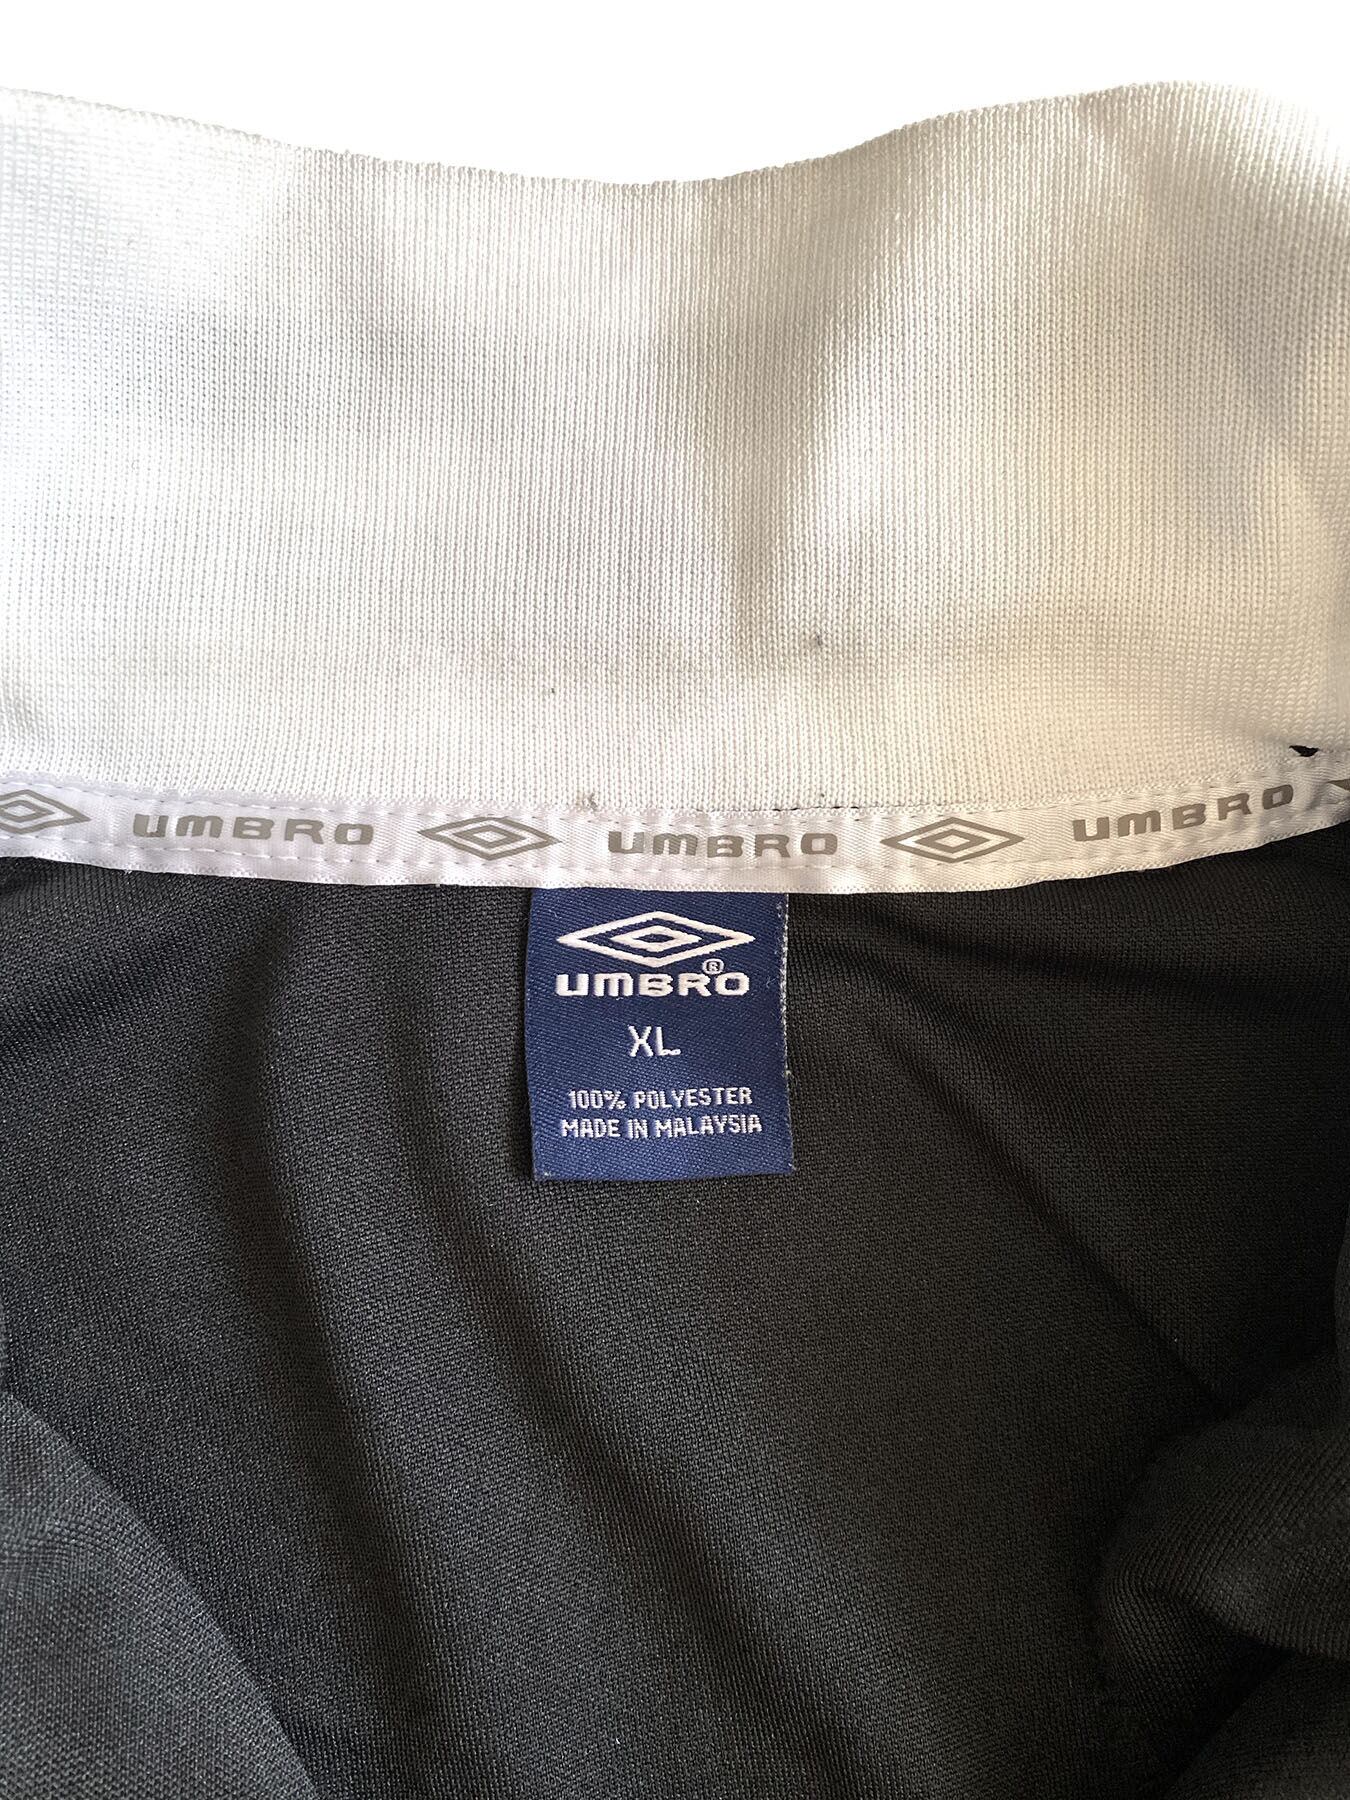 UMBRO UMBRO UMBRO
UMBRO®
XL
100% POLYESTER
MADE IN MALAYSIA